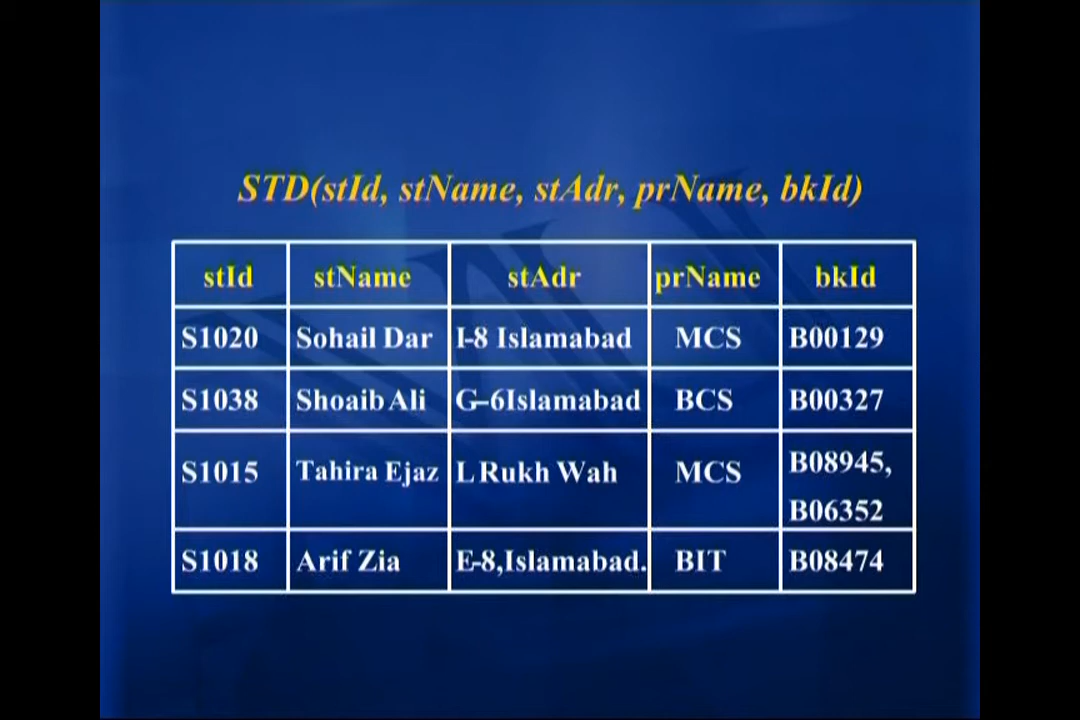 STD(stId, stName, stAdr, prName, bkId)
stId stName stAdr prName bkId
S1020 Sohail Dar I-8 Islamabad MCS B00129
S1038 Shoaib Ali G–6Islamabad BCS B00327
S1015 Tahira Ejaz L Rukh Wah MCS B08945,
B06352
S1018 Arif Zia E-8,Islamabad. BIT B08474